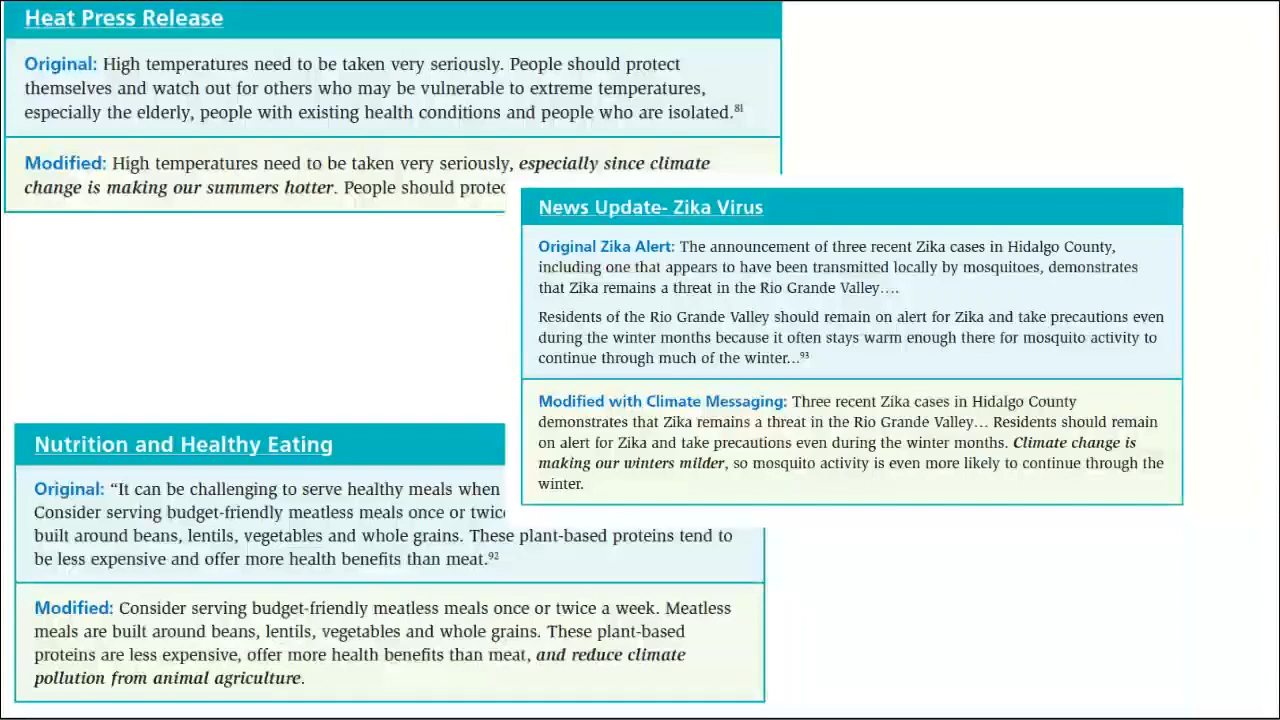 Heat Press Release
Original: High temperatures need to be taken very seriously. People should protect
themselves and watch out for others who may be vulnerable to extreme temperatures,
especially the elderly, people with existing health conditions and people who are isolated.81
Modified: High temperatures need to be taken very seriously, especially since climate
change is making our summers hotter. People should protec
News Update- Zika Virus
Original Zika Alert: The announcement of three recent Zika cases in Hidalgo County,
including one that appears to have been transmitted locally by mosquitoes, demonstrates
that Zika remains a threat in the Rio Grande Valley….
Residents of the Rio Grande Valley should remain on alert for Zika and take precautions even
during the winter months because it often stays warm enough there for mosquito activity to
continue through much of the winter…93
Modified with Climate Messaging: Three recent Zika cases in Hidalgo County
demonstrates that Zika remains a threat in the Rio Grande Valley… Residents should remain
on alert for Zika and take precautions even during the winter months. Climate change is
making our winters milder, so mosquito activity is even more likely to continue through the
winter.
Nutrition and Healthy Eating
Original: “It can be challenging to serve healthy meals when
Consider serving budget-friendly meatless meals once or twic
built around beans, lentils, vegetables and whole grains. These plant-based proteins tend to
be less expensive and offer more health benefits than meat.92
Modified: Consider serving budget-friendly meatless meals once or twice a week. Meatless
meals are built around beans, lentils, vegetables and whole grains. These plant-based
proteins are less expensive, offer more health benefits than meat, and reduce climate
pollution from animal agriculture.